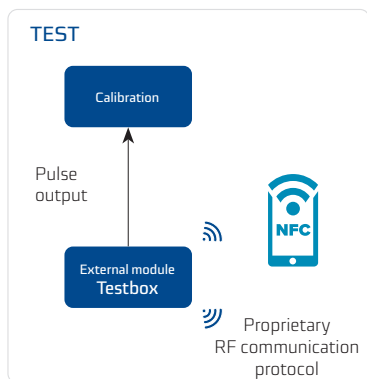 TEST
Calibration
Pulse
output
NFC
External module
Testbox
Proprietary
RF communication
protocol